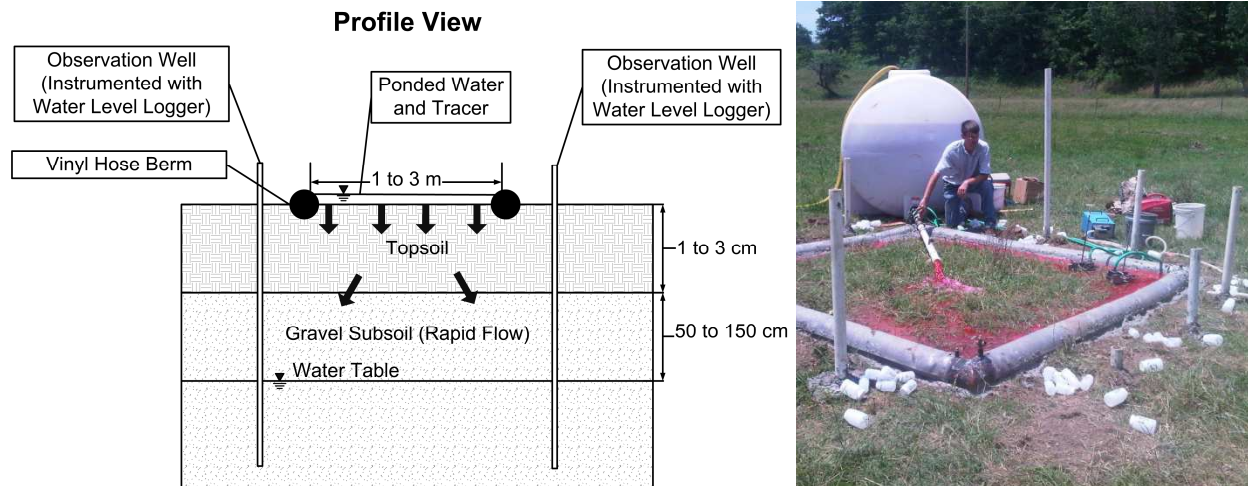 Profile View
Observation Well
(Instrumented with
Water Level Logger)
Ponded Water
and Tracer
Observation Well
(Instrumented with
Water Level Logger)
Vinyl Hose Berm
1 to 3 m
Topsoil
1 to 3 cm
Gravel Subsoil (Rapid Flow)
50 to 150 cm
Water Table